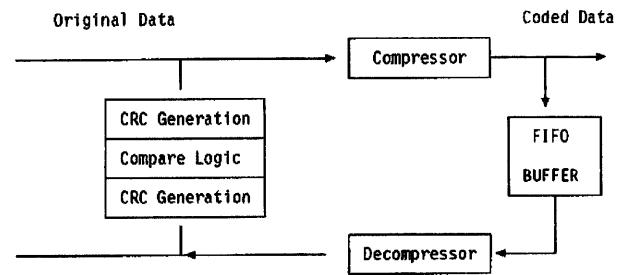 Original Data
Coded Data
Compressor
CRC Generation
Compare Logic
CRC Generation
FIFO
BUFFER
Decompressor